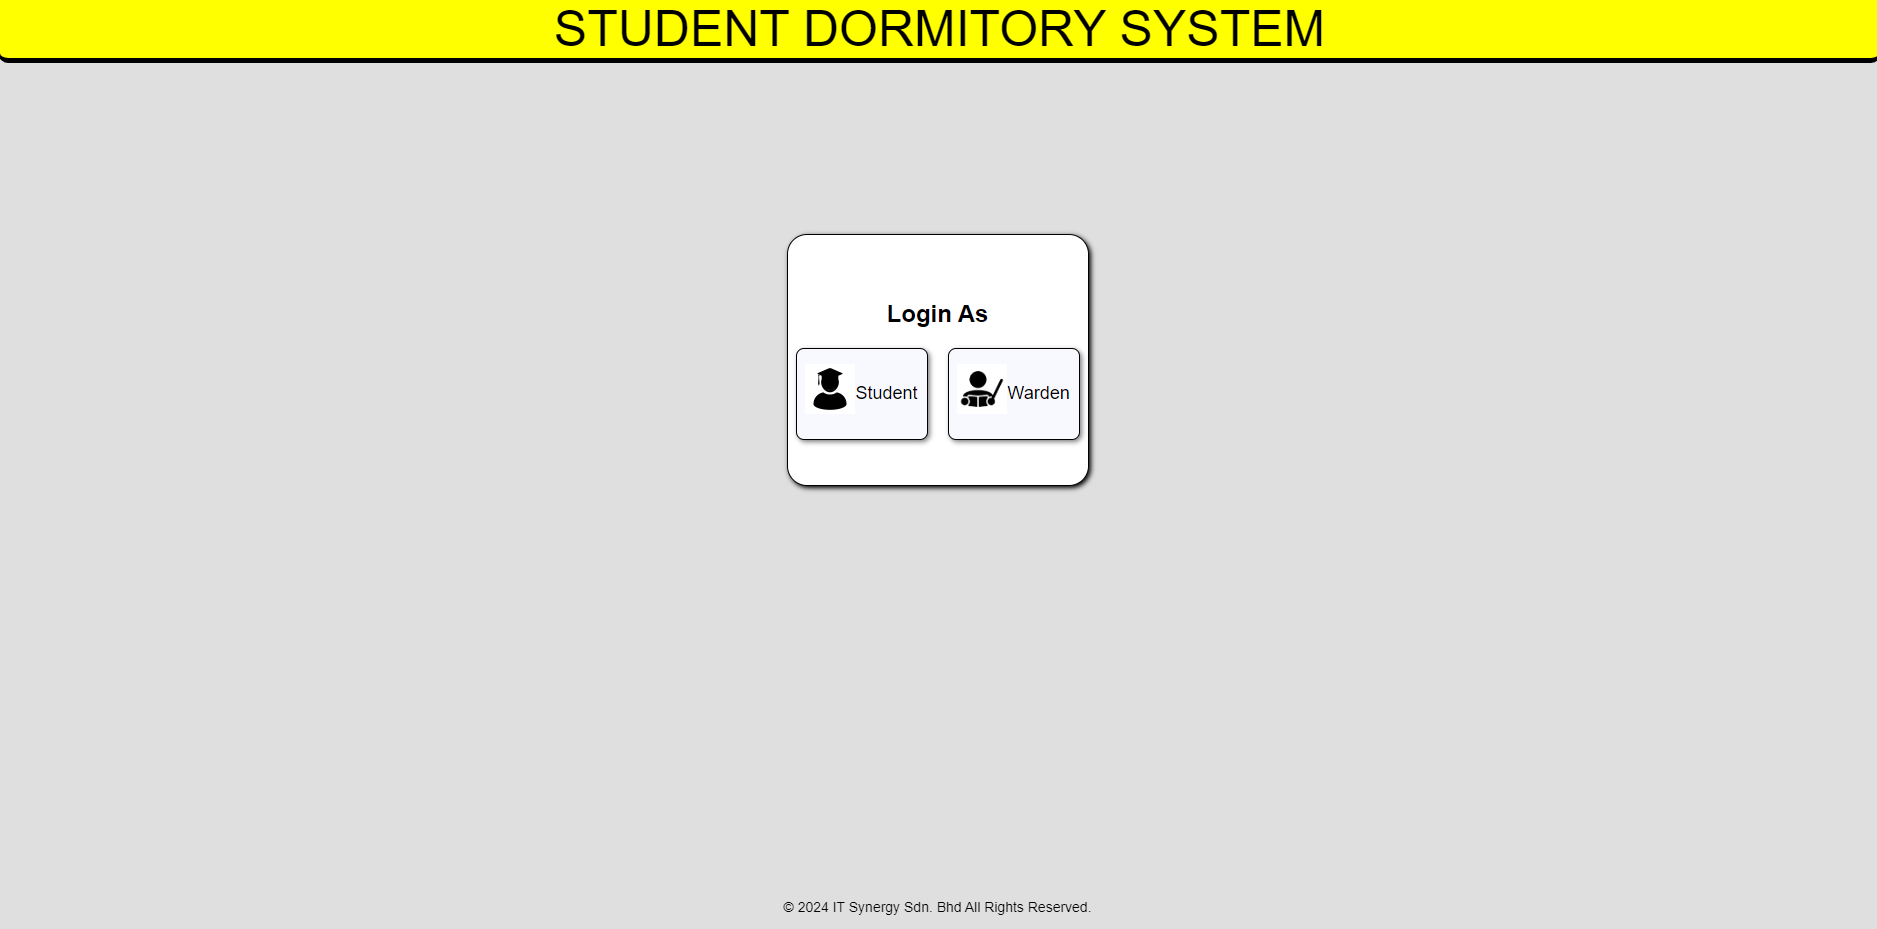 STUDENT DORMITORY SYSTEM
Login As
Student
Warden
© 2024 IT Synergy Sdn. Bhd All Rights Reserved.